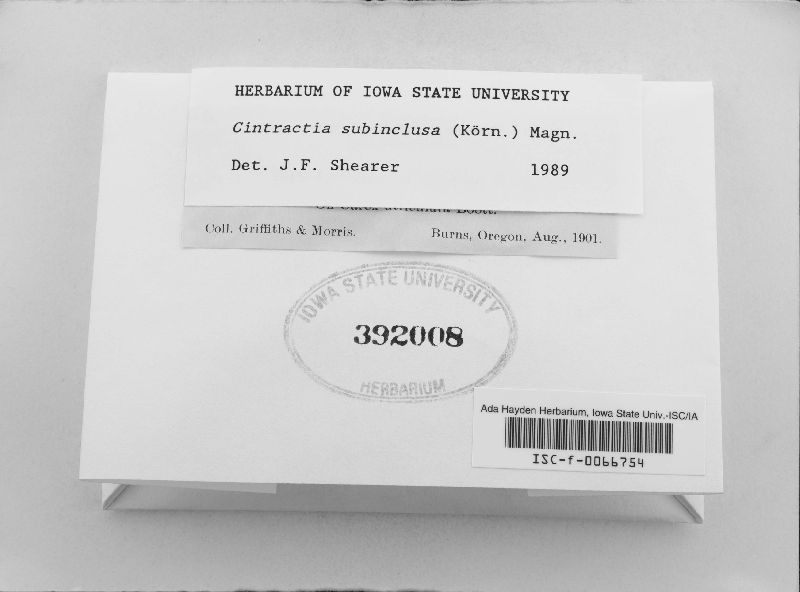 HERBARIUM OF IOWA STATE UNIVERSITY
Cintractia subinclusa (Körn.) Magn.
Det. J.F. Shearer 1989
Boott.
Coll. Griffiths & Morris. Burns, Oregon, Aug., 1901.
IOWA STATE UNIVERSITY
392008
HERBARIUM
Ada Hayden Herbarium, Iowa State Univ.-ISC/IA
ISC-f-0066754